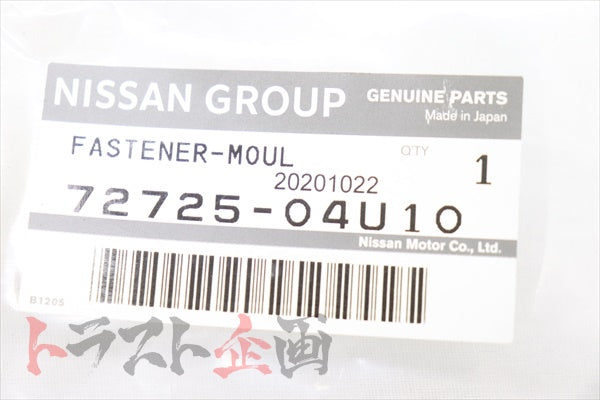 NISSAN GROUP
GENUINE PARTS
Made in Japan
FASTENER-MOUL
QTY
1
20201022
72725-04U10
Nissan Motor Co., Ltd.
B1205
トラスト企画